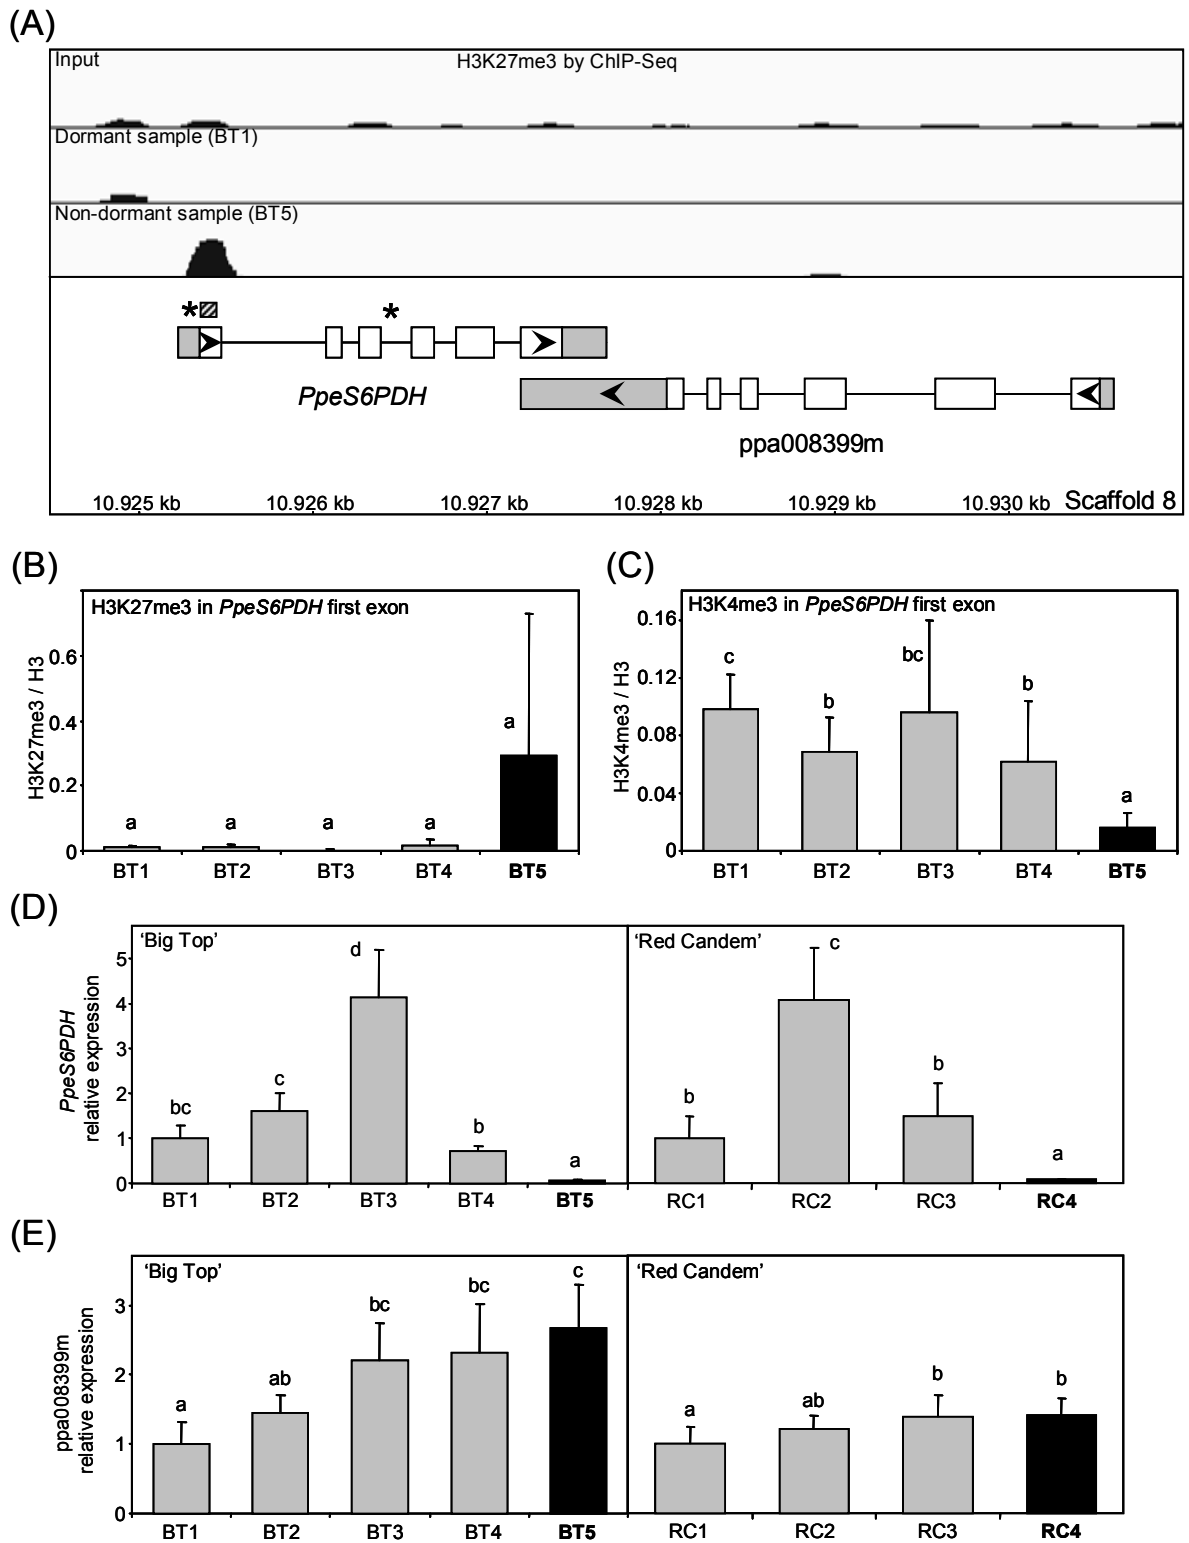 (A)
Input
H3K27me3 by ChIP-Seq
Dormant sample (BT1)
Non-dormant sample (BT5)
*
*
PpeS6PDH
ppa008399m
10.925 kb 10.926 kb 10.927 kb 10.928 kb 10.929 kb 10.930 kb Scaffold 8
(B)
H3K27me3 in PpeS6PDH first exon
H3K27me3 / H3
0.6
0.4
0.2
0
a a a a a
BT1 BT2 BT3 BT4 BT5
(C)
H3K4me3 in PpeS6PDH first exon
H3K4me3 / H3
0.16
0.12
0.08
0.04
0
c b bc b a
BT1 BT2 BT3 BT4 BT5
(D)
PpeS6PDH
relative expression
5
4
3
2
1
0
‘Big Top’
bc c d b a
BT1 BT2 BT3 BT4 BT5
‘Red Candem’
b c b a
RC1 RC2 RC3 RC4
(E)
ppa008399m
relative expression
3
2
1
0
‘Big Top’
a ab bc bc c
BT1 BT2 BT3 BT4 BT5
‘Red Candem’
a ab b b
RC1 RC2 RC3 RC4